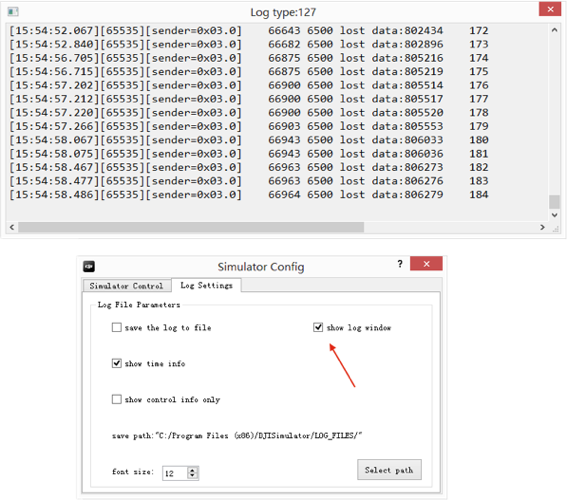 Log type:127
[15:54:52.067][65535][sender=0x03.0] 66643 6500 lost data:802434 172
[15:54:52.840][65535][sender=0x03.0] 66682 6500 lost data:802896 173
[15:54:56.705][65535][sender=0x03.0] 66875 6500 lost data:805216 174
[15:54:56.715][65535][sender=0x03.0] 66875 6500 lost data:805219 175
[15:54:57.202][65535][sender=0x03.0] 66900 6500 lost data:805514 176
[15:54:57.212][65535][sender=0x03.0] 66900 6500 lost data:805517 177
[15:54:57.220][65535][sender=0x03.0] 66900 6500 lost data:805520 178
[15:54:57.266][65535][sender=0x03.0] 66903 6500 lost data:805553 179
[15:54:58.067][65535][sender=0x03.0] 66943 6500 lost data:806033 180
[15:54:58.075][65535][sender=0x03.0] 66943 6500 lost data:806036 181
[15:54:58.467][65535][sender=0x03.0] 66963 6500 lost data:806273 182
[15:54:58.477][65535][sender=0x03.0] 66963 6500 lost data:806276 183
[15:54:58.486][65535][sender=0x03.0] 66964 6500 lost data:806279 184
Simulator Config
Simulator Control Log Settings
Log File Parameters
save the log to file show log window
show time info
show control info only
save path:"C:/Program Files (x86)/DJISimulator/LOG_FILES/"
font size: 12 Select path